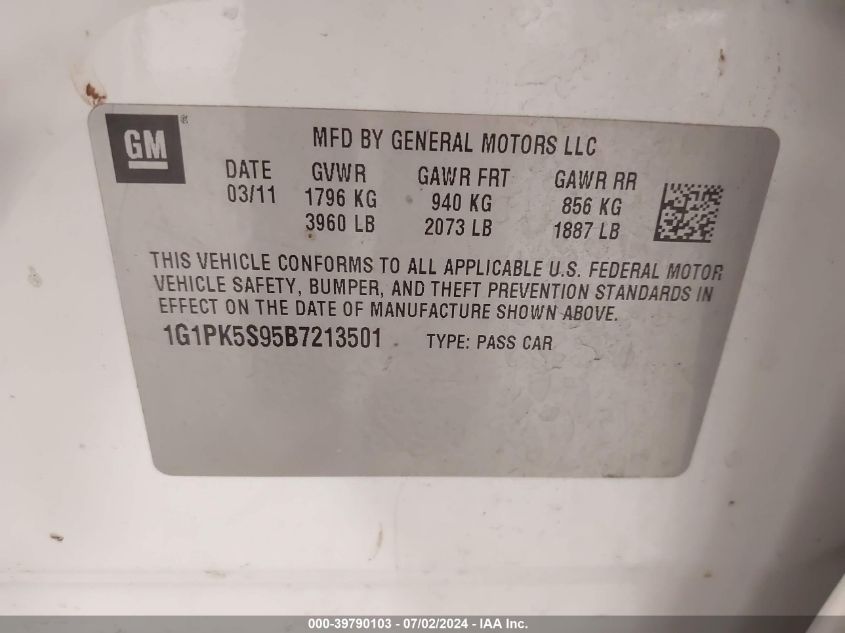 GM®
MFD BY GENERAL MOTORS LLC
DATE GVWR GAWR FRT GAWR RR
03/11 1796 KG 940 KG 856 KG
3960 LB 2073 LB 1887 LB
THIS VEHICLE CONFORMS TO ALL APPLICABLE U.S. FEDERAL MOTOR
VEHICLE SAFETY, BUMPER, AND THEFT PREVENTION STANDARDS IN
EFFECT ON THE DATE OF MANUFACTURE SHOWN ABOVE.
1G1PK5S95B7213501 TYPE: PASS CAR
000-39790103 - 07/02/2024 - IAA Inc.